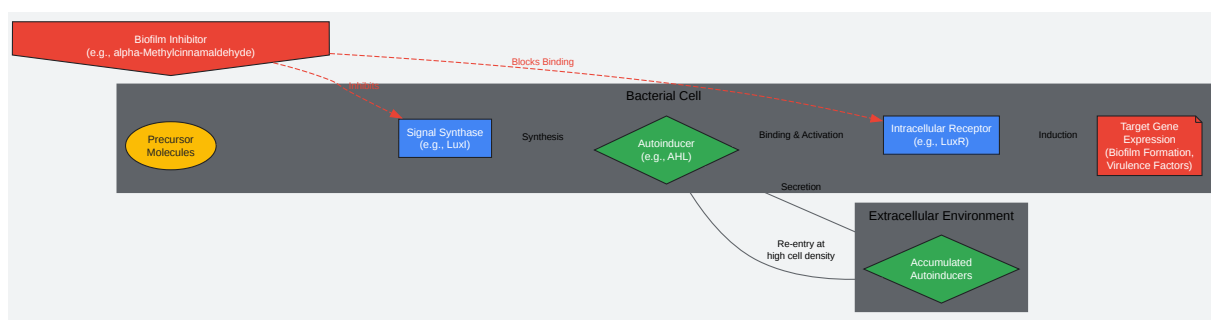 Biofilm Inhibitor
(e.g., alpha-Methylcinnamaldehyde)
Blocks Binding
Inhibits
Bacterial Cell
Precursor
Molecules
Signal Synthase
(e.g., LuxI)
Synthesis
Autoinducer
(e.g., AHL)
Binding & Activation
Intracellular Receptor
(e.g., LuxR)
Induction
Target Gene
Expression
(Biofilm Formation,
Virulence Factors)
Secretion
Extracellular Environment
Re-entry at
high cell density
Accumulated
Autoinducers